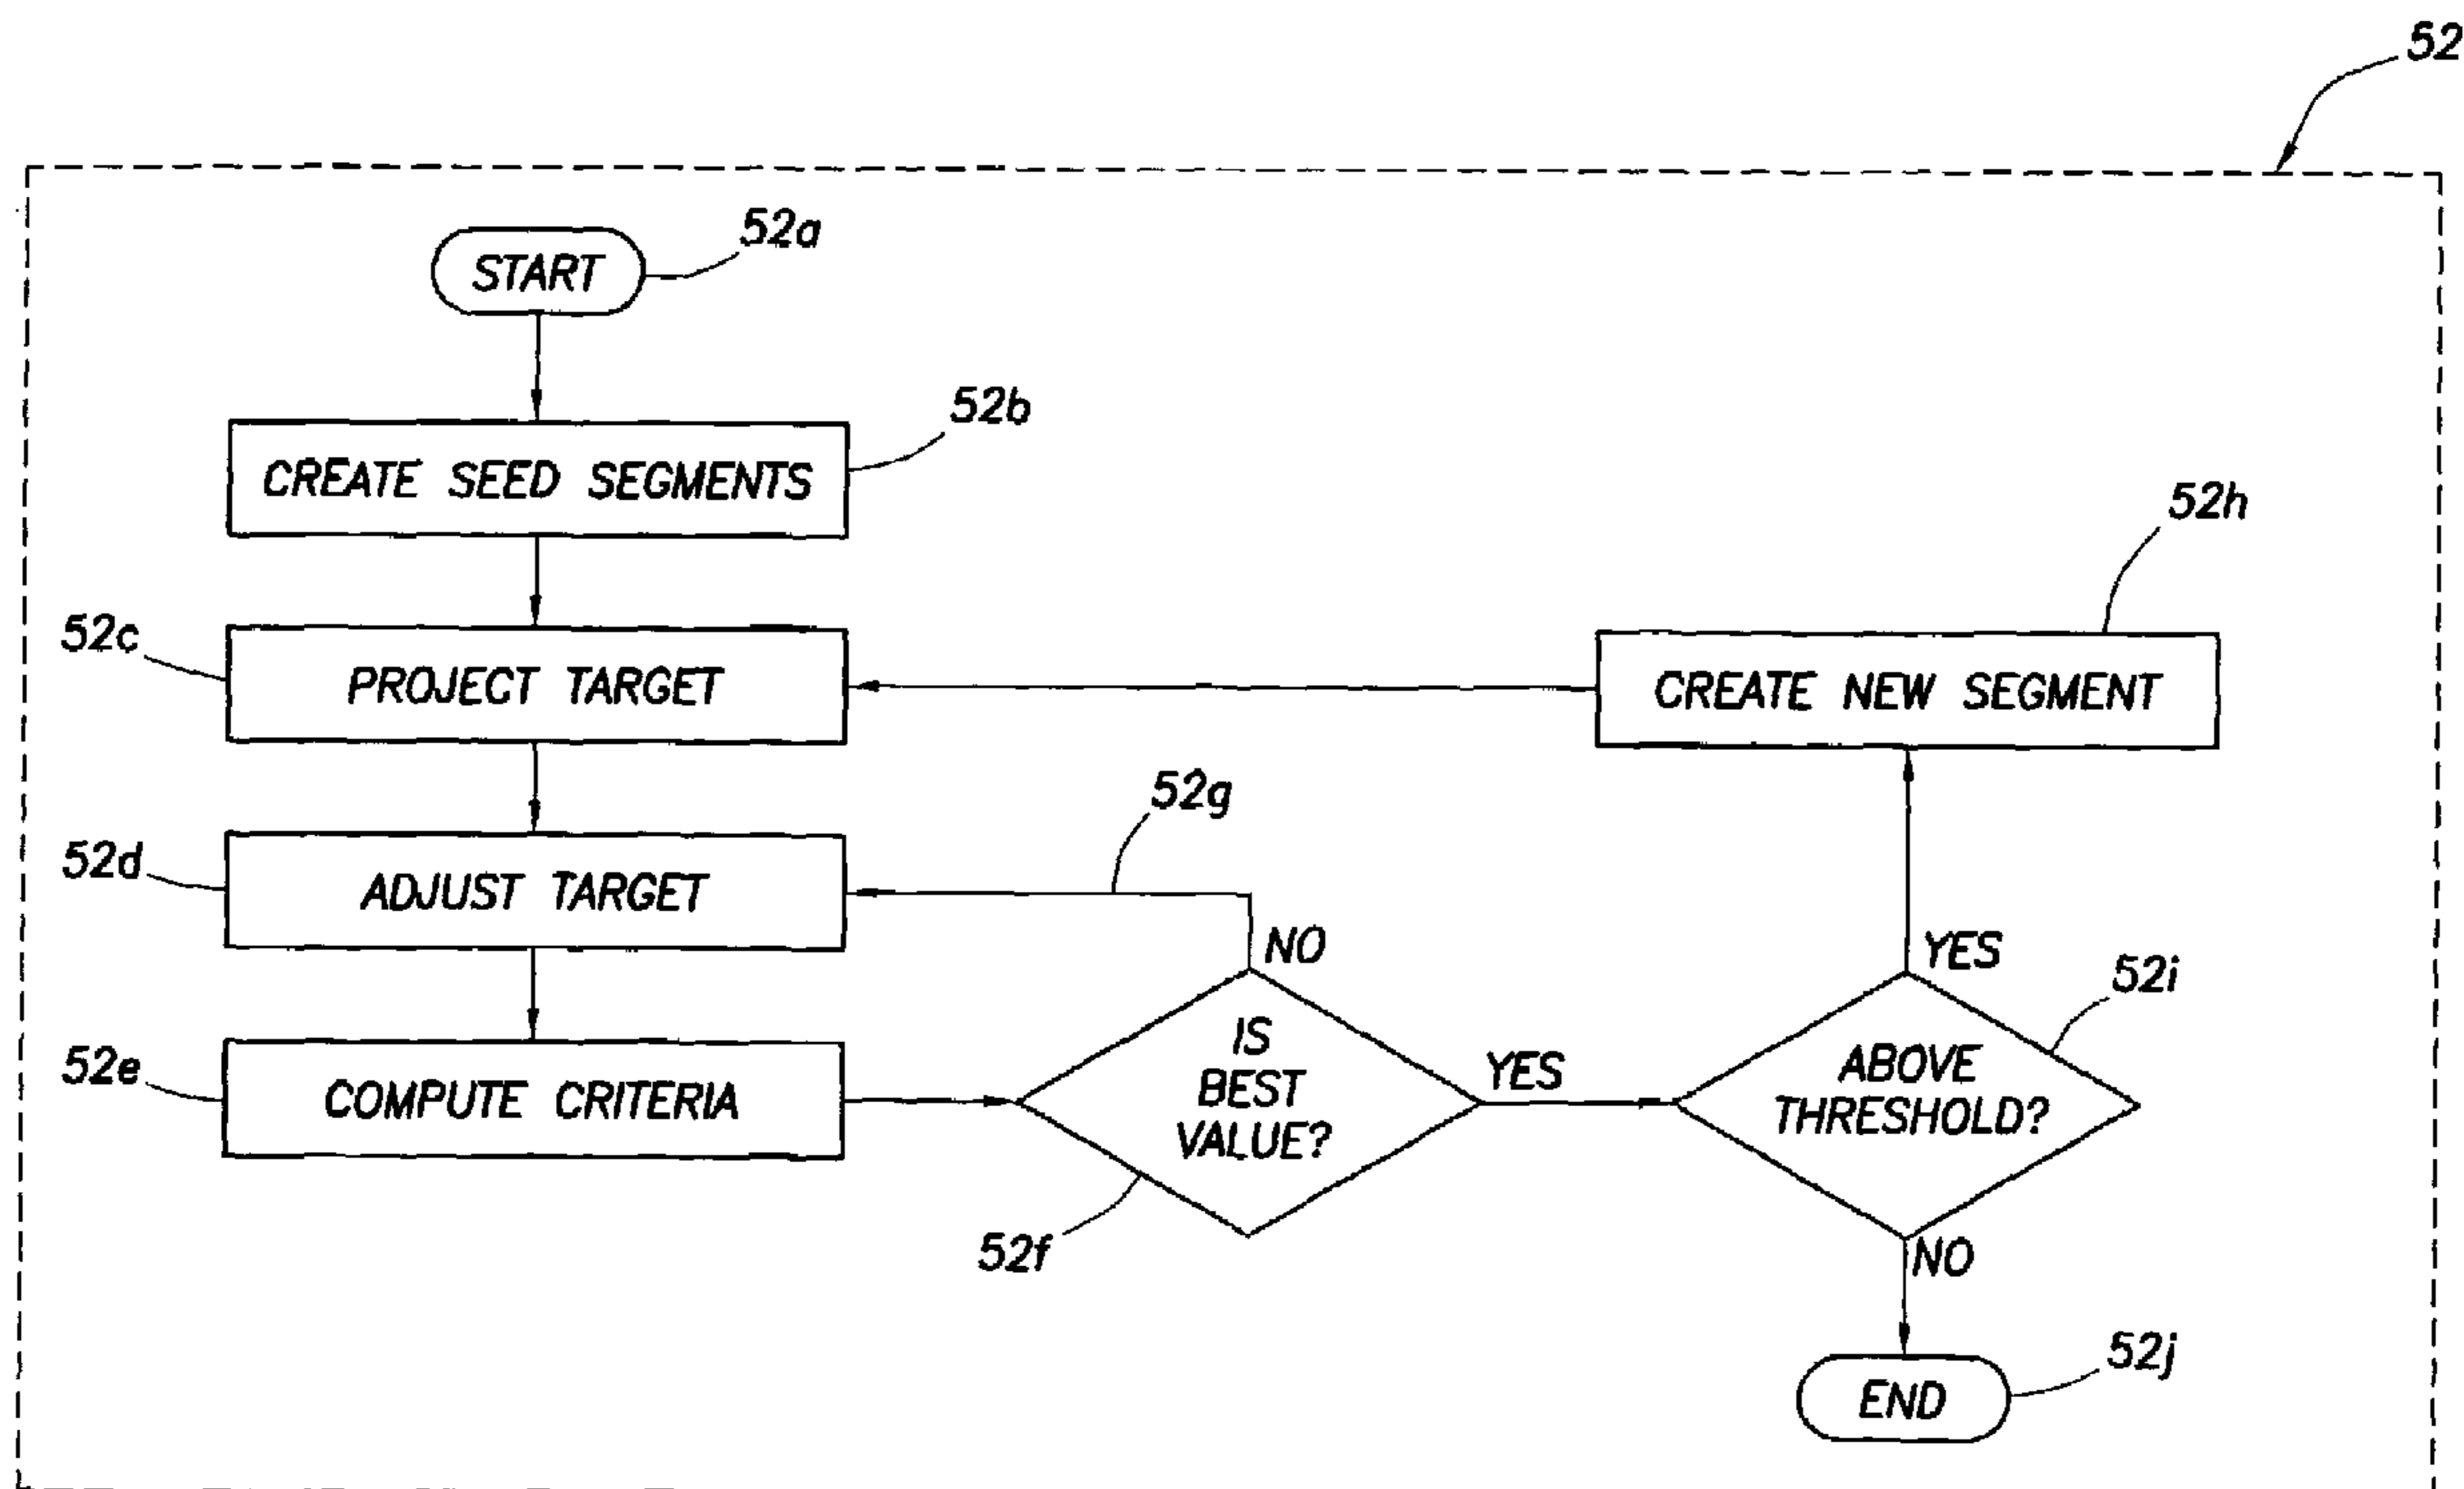 52
START
52a
CREATE SEED SEGMENTS
52b
52c
PROJECT TARGET
52h
CREATE NEW SEGMENT
52d
ADJUST TARGET
52g
NO
52e
COMPUTE CRITERIA
IS
BEST
VALUE?
52f
YES
YES
52i
ABOVE
THRESHOLD?
NO
END
52j